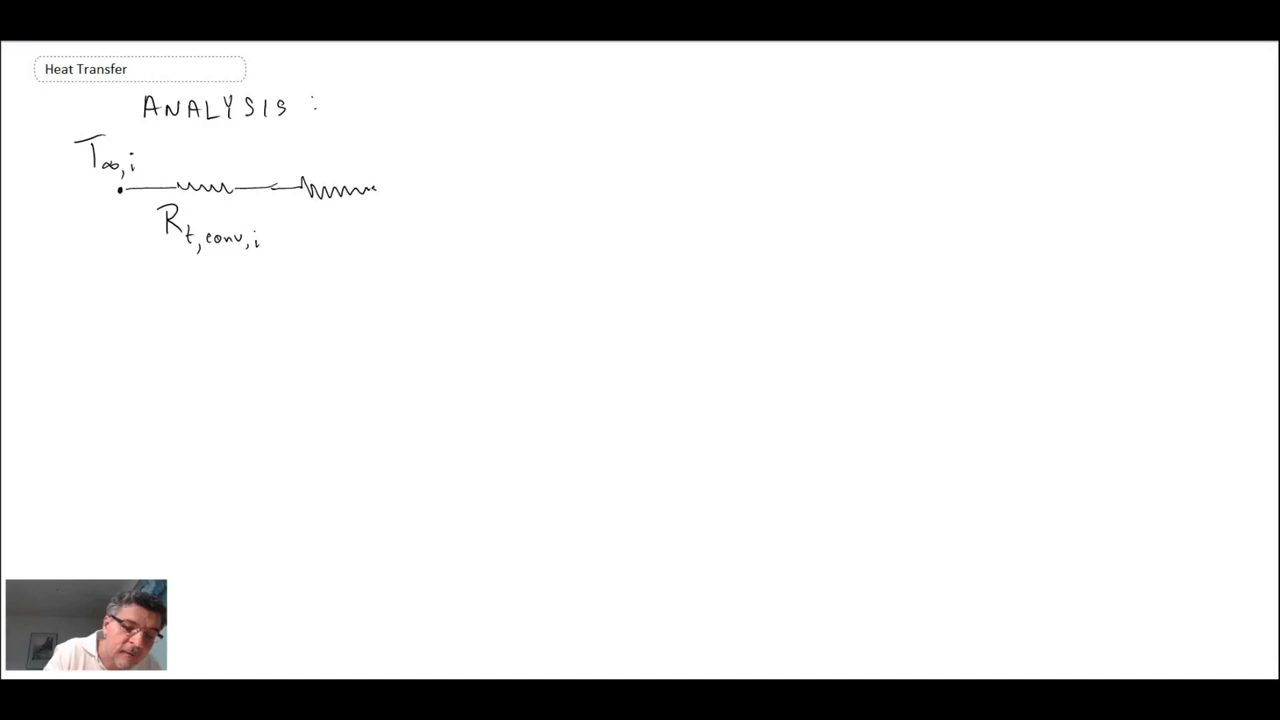 Heat Transfer
ANALYSIS :
T∞,i
Rt,conv,i